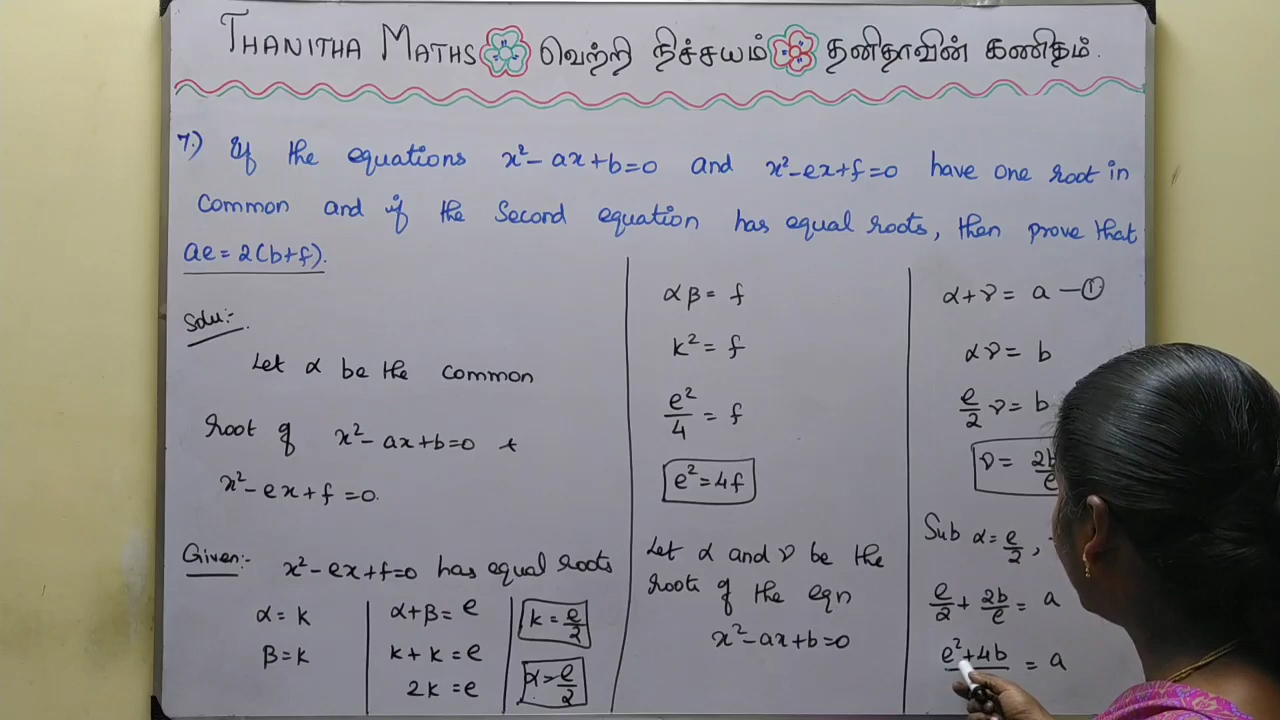 THANITHA MATHS வெற்றி நிச்சயம் தனிதாவின் கணிதம்.
7.) If the equations x²-ax+b=0 and x²-ex+f=0 have one root in
common and if the second equation has equal roots, then prove that
ae=2(b+f).
Solu:-
Let α be the common
root of x²-ax+b=0 &
x²-ex+f=0.
Given:- x²-ex+f=0 has equal roots
α=k
β=k
α+β=e
k+k=e
2k=e
k=e/2
α=e/2
αβ=f
k²=f
e²/4=f
e²=4f
Let α and γ be the
roots of the eqn
x²-ax+b=0
α+γ=a—①
αγ=b
e/2 γ=b
γ=2b/e
Sub α=e/2,
e/2+2b/e=a
e²+4b =a